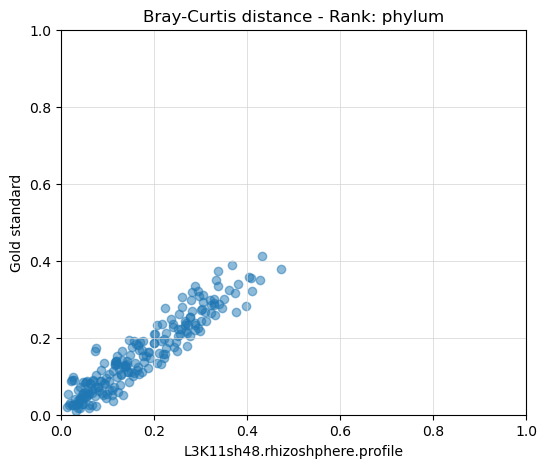 Bray-Curtis distance - Rank: phylum
1.0
0.8
0.6
0.4
0.2
0.0
Gold standard
0.0 0.2 0.4 0.6 0.8 1.0
L3K11sh48.rhizoshphere.profile